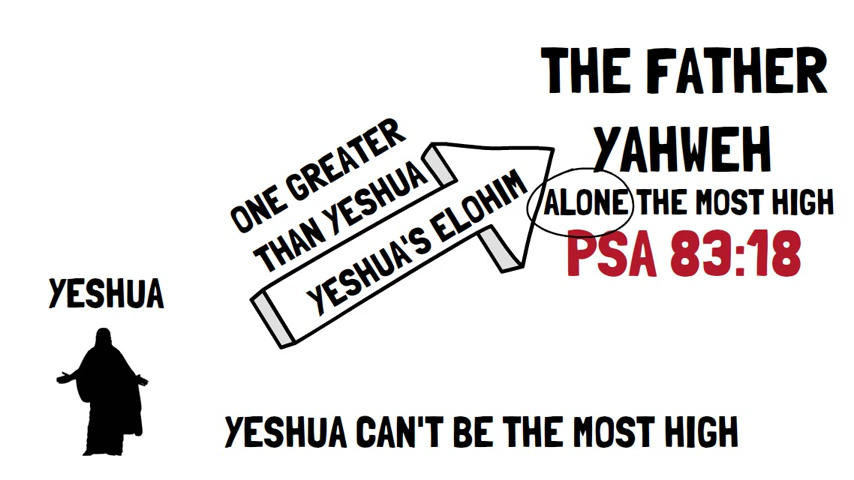 THE FATHER
YAHWEH
ALONE THE MOST HIGH
PSA 83:18
ONE GREATER
THAN YESHUA
YESHUA'S ELOHIM
YESHUA
YESHUA CAN'T BE THE MOST HIGH